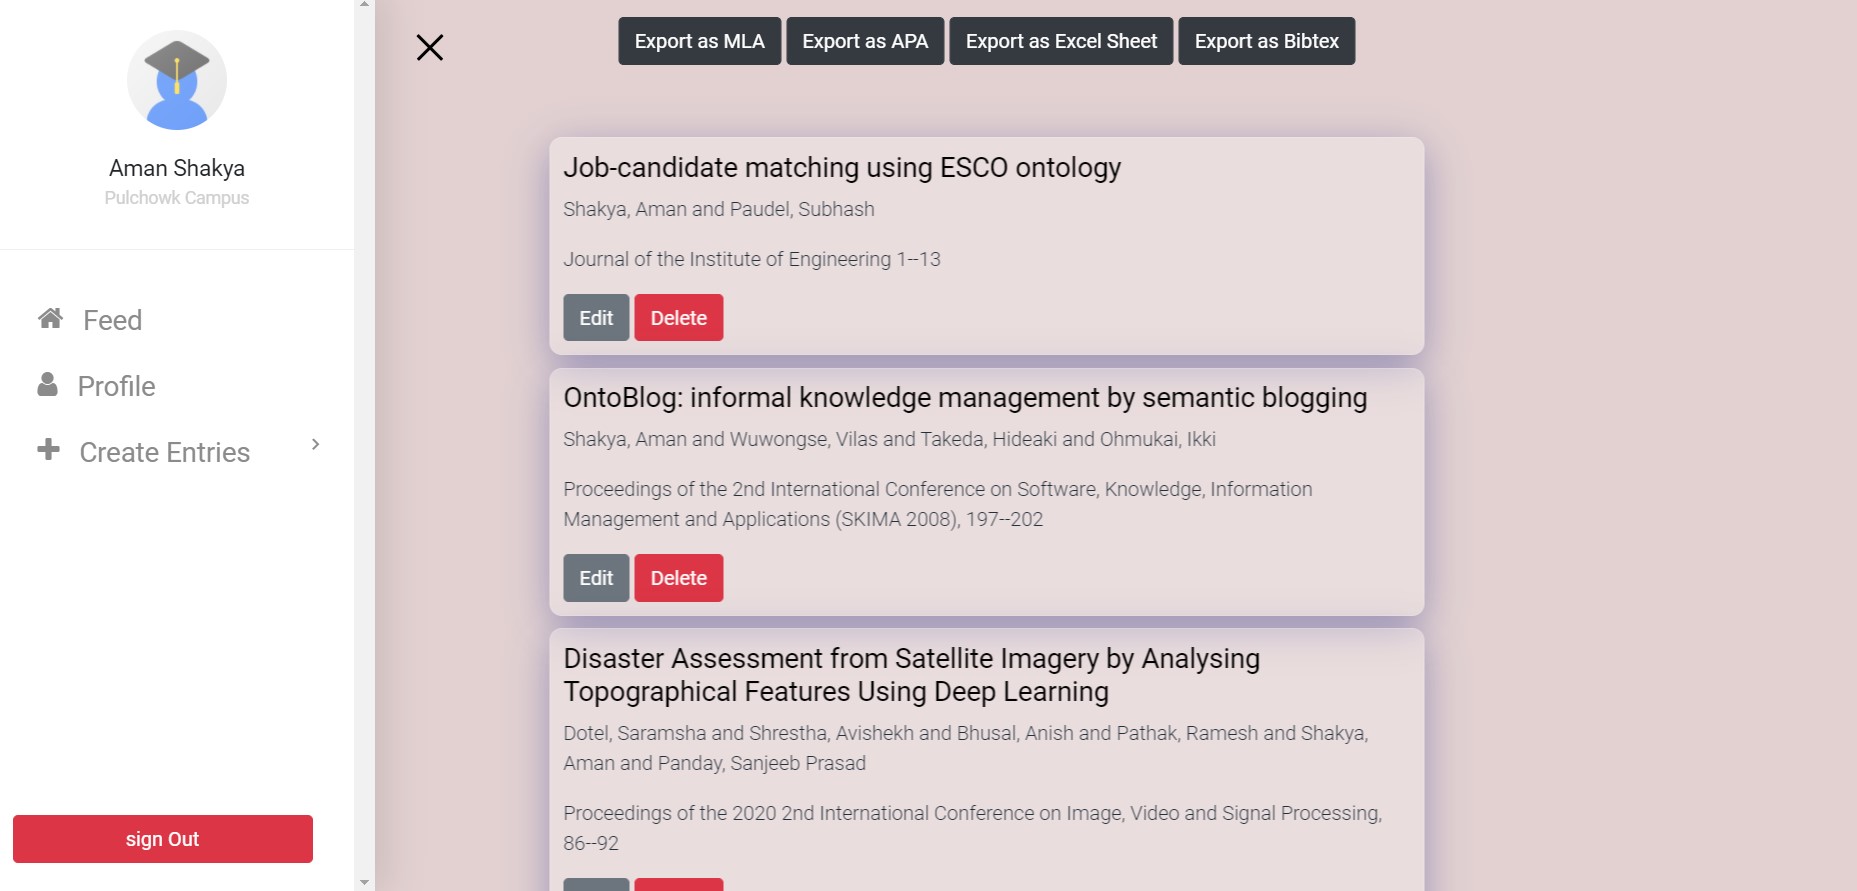 Aman Shakya
Pulchowk Campus
Feed
Profile
Create Entries
sign Out
Export as MLA
Export as APA
Export as Excel Sheet
Export as Bibtex
Job-candidate matching using ESCO ontology
Shakya, Aman and Paudel, Subhash
Journal of the Institute of Engineering 1--13
Edit
Delete
OntoBlog: informal knowledge management by semantic blogging
Shakya, Aman and Wuwongse, Vilas and Takeda, Hideaki and Ohmukai, Ikki
Proceedings of the 2nd International Conference on Software, Knowledge, Information
Management and Applications (SKIMA 2008), 197--202
Edit
Delete
Disaster Assessment from Satellite Imagery by Analysing
Topographical Features Using Deep Learning
Dotel, Saramsha and Shrestha, Avishekh and Bhusal, Anish and Pathak, Ramesh and Shakya,
Aman and Panday, Sanjeeb Prasad
Proceedings of the 2020 2nd International Conference on Image, Video and Signal Processing,
86--92